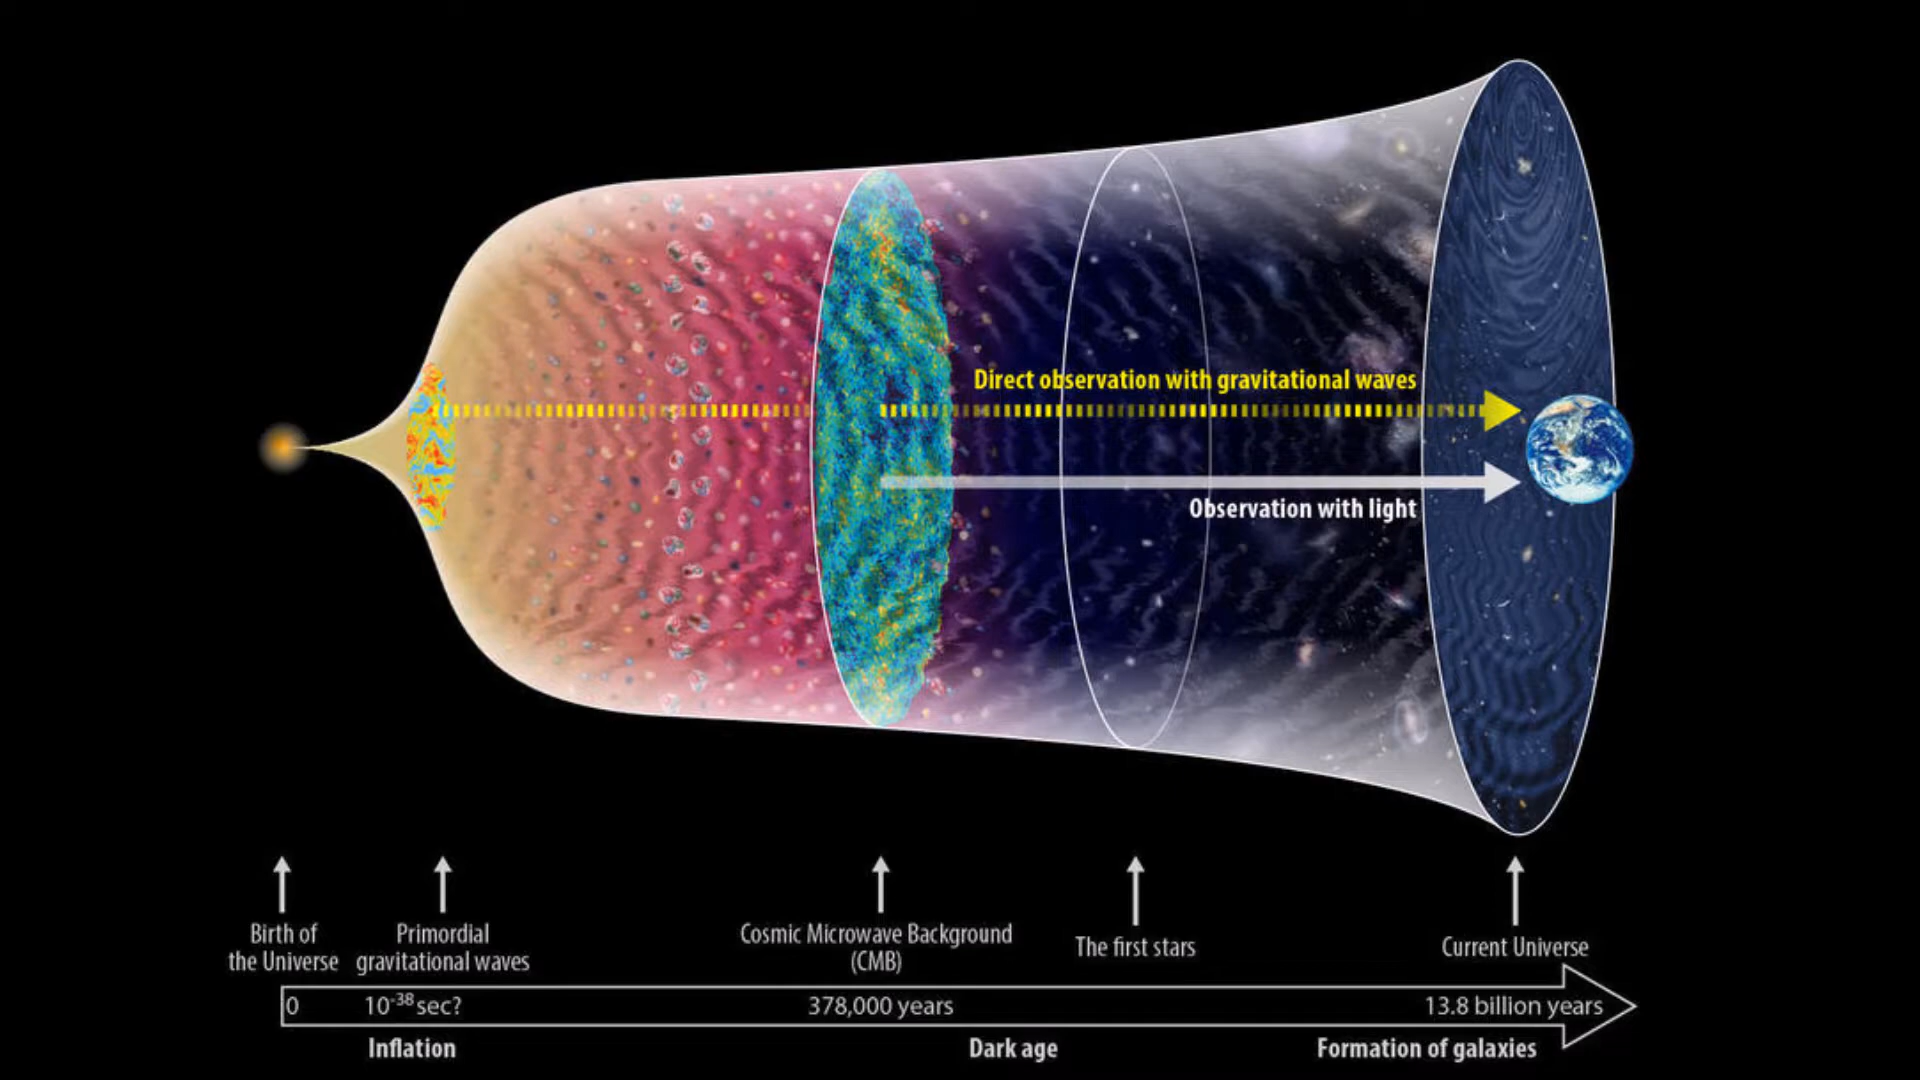 Direct observation with gravitational waves
Observation with light
Birth of
the Universe
Primordial
gravitational waves
Cosmic Microwave Background
(CMB)
The first stars
Current Universe
0
10⁻³⁸ sec?
378,000 years
13.8 billion years
Inflation
Dark age
Formation of galaxies